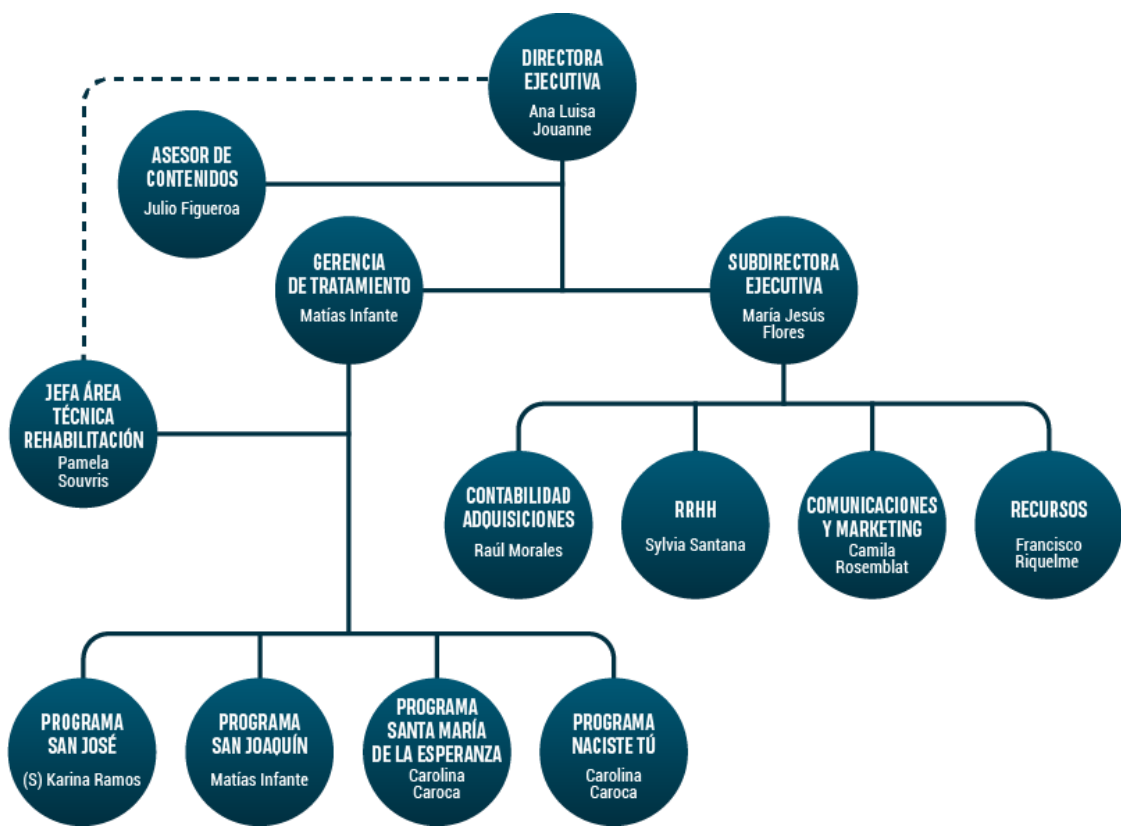 DIRECTORA
EJECUTIVA
Ana Luisa
Jouanne
ASESOR DE
CONTENIDOS
Julio Figueroa
GERENCIA
DE TRATAMIENTO
Matías Infante
SUBDIRECTORA
EJECUTIVA
María Jesús
Flores
JEFA ÁREA
TÉCNICA
REHABILITACIÓN
Pamela
Souvris
CONTABILIDAD
ADQUISICIONES
Raúl Morales
RRHH
Sylvia Santana
COMUNICACIONES
Y MARKETING
Camila
Rosemblat
RECURSOS
Francisco
Riquelme
PROGRAMA
SAN JOSÉ
(S) Karina Ramos
PROGRAMA
SAN JOAQUÍN
Matías Infante
PROGRAMA
SANTA MARÍA
DE LA ESPERANZA
Carolina
Caroca
PROGRAMA
NACISTE TÚ
Carolina
Caroca